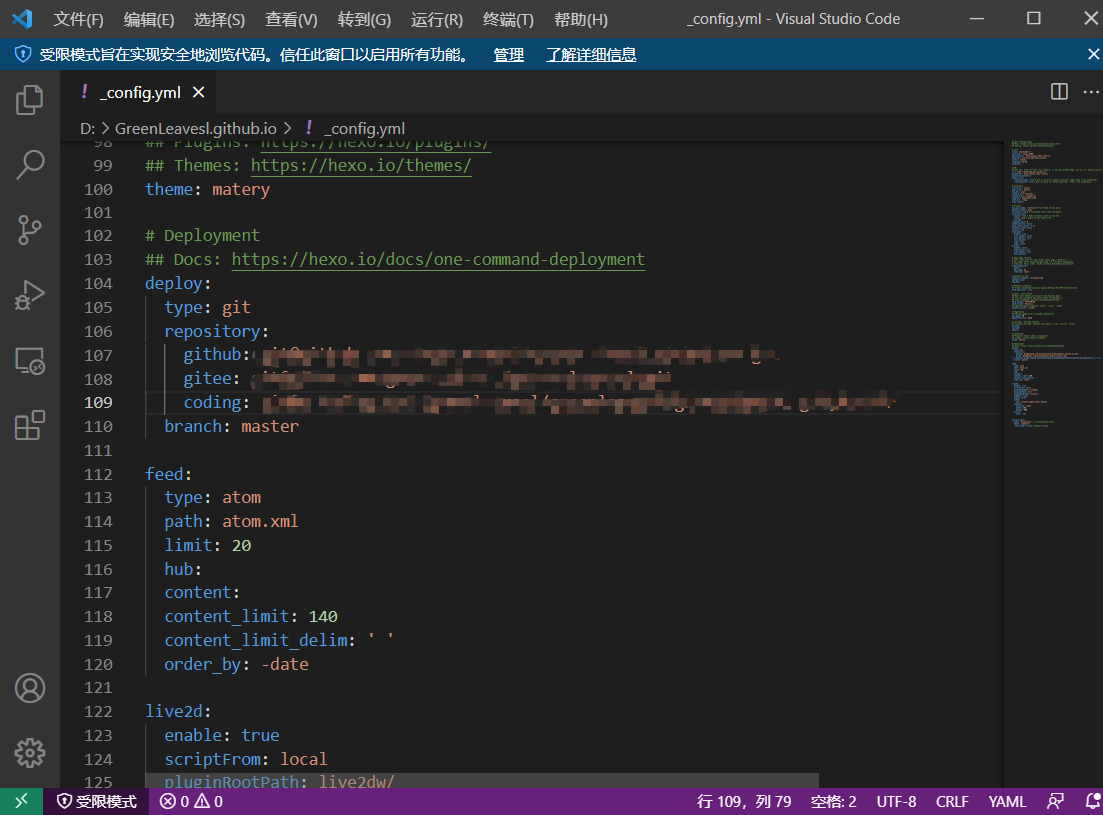 文件(F) 编辑(E) 选择(S) 查看(V) 转到(G) 运行(R) 终端(T) 帮助(H) _config.yml - Visual Studio Code
受限模式旨在实现安全地浏览代码。信任此窗口以启用所有功能。 管理 了解详细信息
! _config.yml
D: > GreenLeavesl.github.io > ! _config.yml
98 ## Plugins: https://hexo.io/plugins/
99 ## Themes: https://hexo.io/themes/
100 theme: matery
101
102 # Deployment
103 ## Docs: https://hexo.io/docs/one-command-deployment
104 deploy:
105 type: git
106 repository:
107 github:
108 gitee:
109 coding:
110 branch: master
111
112 feed:
113 type: atom
114 path: atom.xml
115 limit: 20
116 hub:
117 content:
118 content_limit: 140
119 content_limit_delim: ' '
120 order_by: -date
121
122 live2d:
123 enable: true
124 scriptFrom: local
125 pluginRootPath: live2dw/
受限模式 0 0 行 109，列 79 空格: 2 UTF-8 CRLF YAML